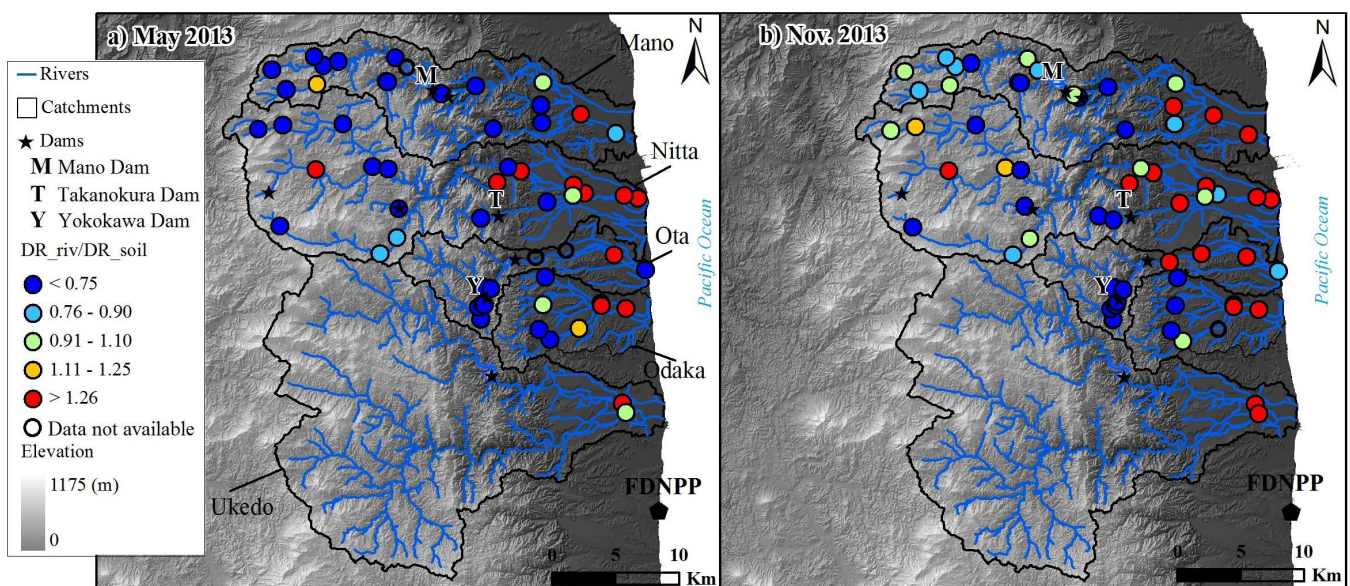 Rivers
Catchments
Dams
M Mano Dam
T Takanokura Dam
Y Yokokawa Dam
DR_riv/DR_soil
< 0.75
0.76 - 0.90
0.91 - 1.10
1.11 - 1.25
> 1.26
Data not available
Elevation
1175 (m)
0
a) May 2013
Mano
N
M
Nitta
T
Ota
Pacific Ocean
Y
Odaka
Ukedo
FDNPP
0 5 10
Km
b) Nov. 2013
N
M
T
Pacific Ocean
Y
FDNPP
0 5 10
Km